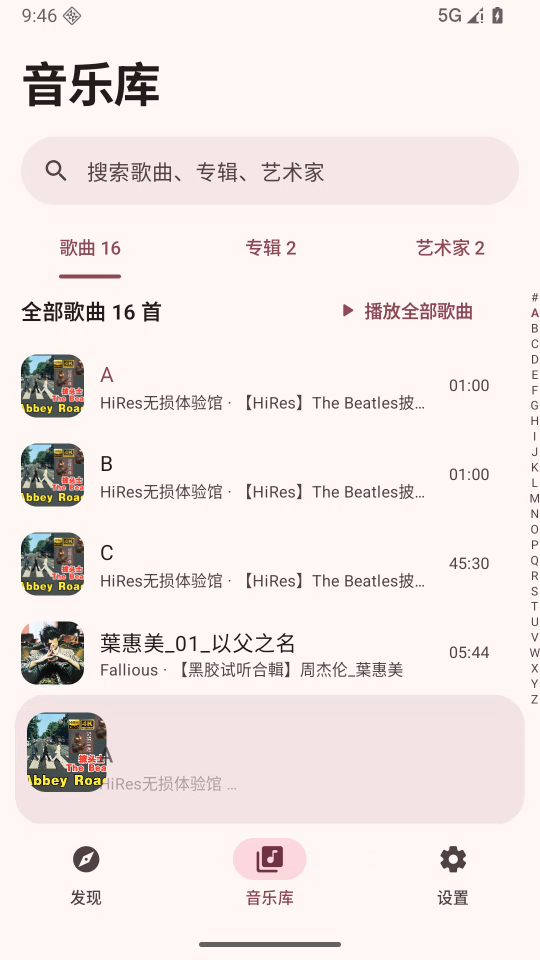 9:46
5G
音乐库
搜索歌曲、专辑、艺术家
歌曲 16
专辑 2
艺术家 2
全部歌曲 16 首
播放全部歌曲
A
HiRes无损体验馆 · 【HiRes】The Beatles披…
01:00
B
HiRes无损体验馆 · 【HiRes】The Beatles披…
01:00
C
HiRes无损体验馆 · 【HiRes】The Beatles披…
45:30
葉惠美_01_以父之名
Fallious · 【黑胶试听合輯】周杰伦_葉惠美
05:44
A
HiRes无损体验馆 …
#
A
B
C
D
E
F
G
H
I
J
K
L
M
N
O
P
Q
R
S
T
U
V
W
X
Y
Z
发现
音乐库
设置